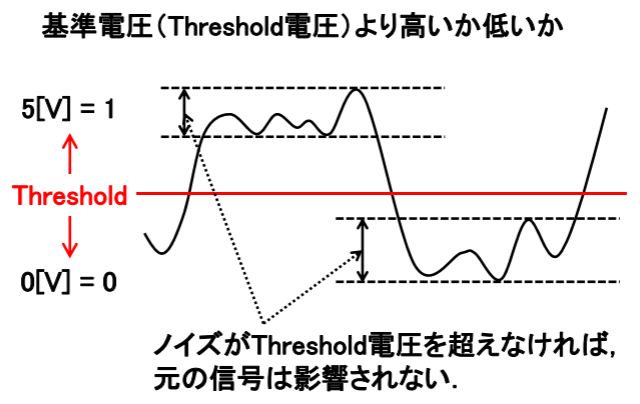 基準電圧（Threshold電圧）より高いか低いか
5[V] = 1
Threshold
0[V] = 0
ノイズがThreshold電圧を超えなければ,
元の信号は影響されない.